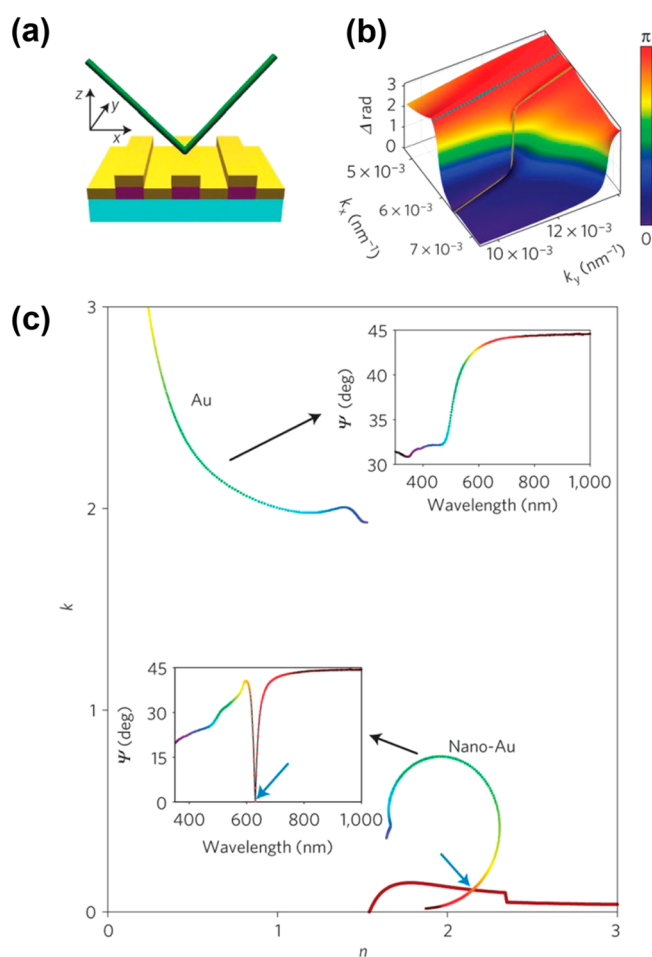 (a)
z
y
x
(b)
3
2
1
0
Δ rad
5 × 10⁻³
6 × 10⁻³
7 × 10⁻³
kₓ (nm⁻¹)
10 × 10⁻³
12 × 10⁻³
k_y (nm⁻¹)
π
0
(c)
3
2
1
0
k
0
1
2
3
n
Au
45
40
35
30
Ψ (deg)
400 600 800 1,000
Wavelength (nm)
45
30
15
0
Ψ (deg)
400 600 800 1,000
Wavelength (nm)
Nano-Au